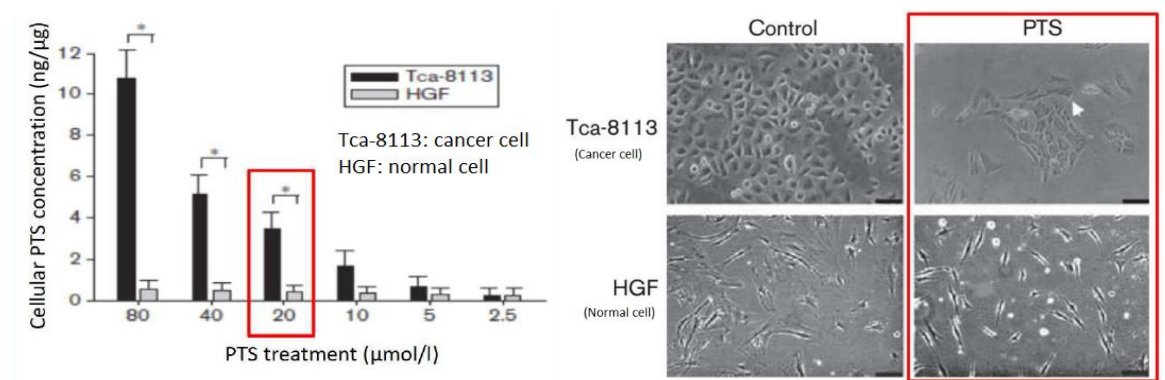 Cellular PTS concentration (ng/μg)
12
10
8
6
4
2
0
*
*
*
Tca-8113
HGF
Tca-8113: cancer cell
HGF: normal cell
80 40 20 10 5 2.5
PTS treatment (μmol/l)
Control PTS
Tca-8113
(Cancer cell)
HGF
(Normal cell)